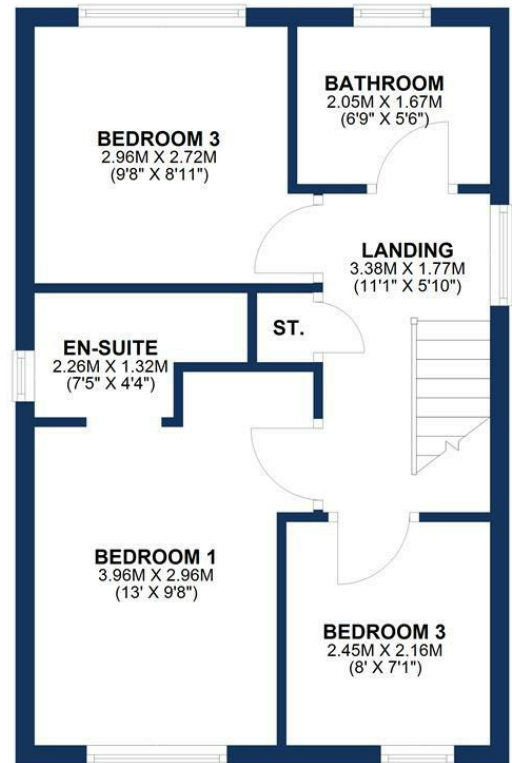 BATHROOM
2.05M X 1.67M
(6'9" X 5'6")
BEDROOM 3
2.96M X 2.72M
(9'8" X 8'11")
LANDING
3.38M X 1.77M
(11'1" X 5'10")
ST.
EN-SUITE
2.26M X 1.32M
(7'5" X 4'4")
BEDROOM 1
3.96M X 2.96M
(13' X 9'8")
BEDROOM 3
2.45M X 2.16M
(8' X 7'1")